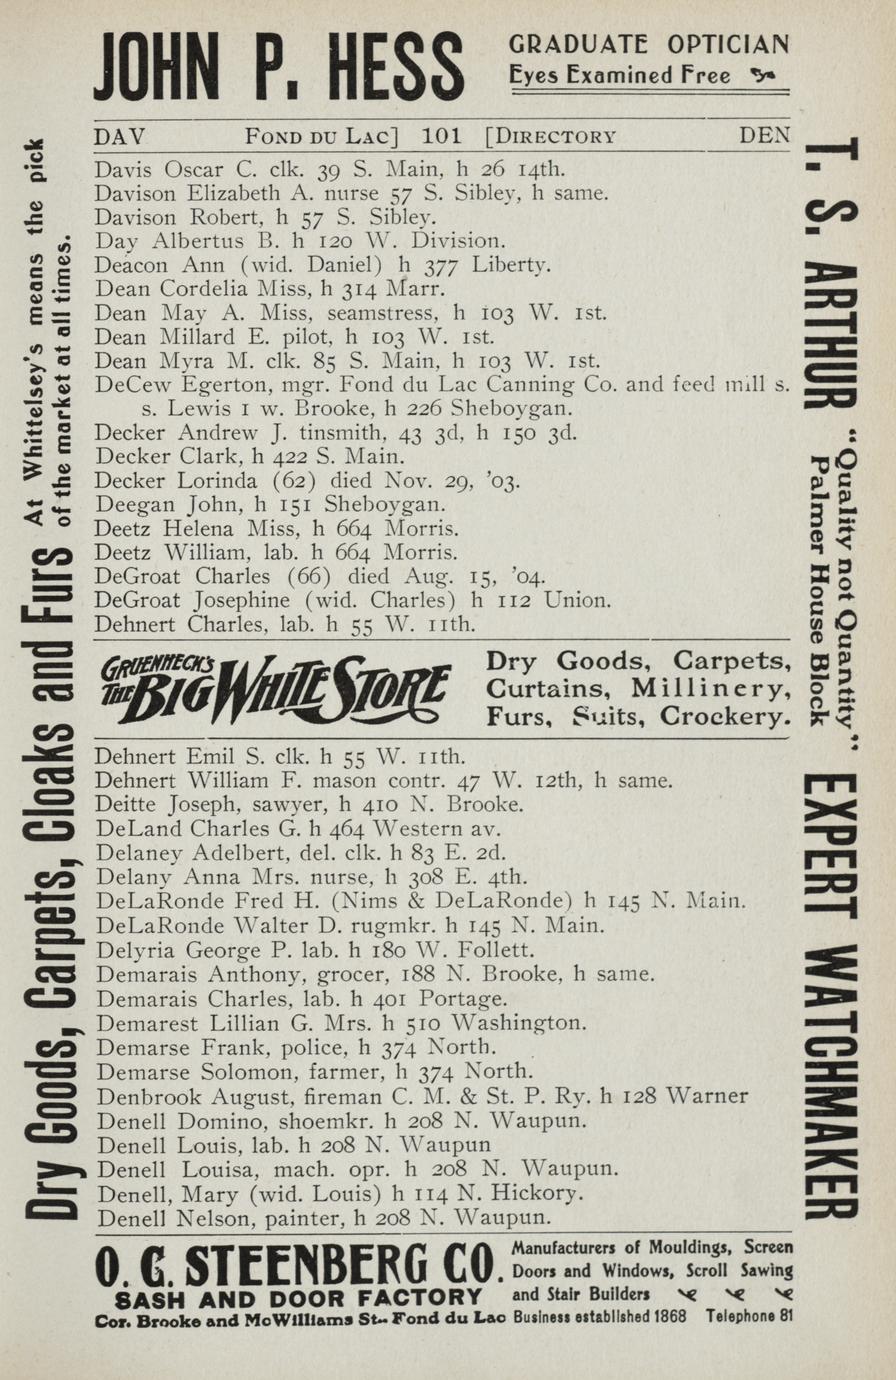 JOHN P. HESS
GRADUATE OPTICIAN
Eyes Examined Free
DAV FOND DU LAC] 101 [DIRECTORY DEN
Davis Oscar C. clk. 39 S. Main, h 26 14th.
Davison Elizabeth A. nurse 57 S. Sibley, h same.
Davison Robert, h 57 S. Sibley.
Day Albertus B. h 120 W. Division.
Deacon Ann (wid. Daniel) h 377 Liberty.
Dean Cordelia Miss, h 314 Marr.
Dean May A. Miss, seamstress, h 103 W. 1st.
Dean Millard E. pilot, h 103 W. 1st.
Dean Myra M. clk. 85 S. Main, h 103 W. 1st.
DeCew Egerton, mgr. Fond du Lac Canning Co. and feed mill s.
s. Lewis 1 w. Brooke, h 226 Sheboygan.
Decker Andrew J. tinsmith, 43 3d, h 150 3d.
Decker Clark, h 422 S. Main.
Decker Lorinda (62) died Nov. 29, '03.
Deegan John, h 151 Sheboygan.
Deetz Helena Miss, h 664 Morris.
Deetz William, lab. h 664 Morris.
DeGroat Charles (66) died Aug. 15, '04.
DeGroat Josephine (wid. Charles) h 112 Union.
Dehnert Charles, lab. h 55 W. 11th.
GRUENHECK'S
THE BIG WHITE STORE
Dry Goods, Carpets,
Curtains, Millinery,
Furs, Suits, Crockery.
Dehnert Emil S. clk. h 55 W. 11th.
Dehnert William F. mason contr. 47 W. 12th, h same.
Deitte Joseph, sawyer, h 410 N. Brooke.
DeLand Charles G. h 464 Western av.
Delaney Adelbert, del. clk. h 83 E. 2d.
Delany Anna Mrs. nurse, h 308 E. 4th.
DeLaRonde Fred H. (Nims & DeLaRonde) h 145 N. Main.
DeLaRonde Walter D. rugmkr. h 145 N. Main.
Delyria George P. lab. h 180 W. Follett.
Demarais Anthony, grocer, 188 N. Brooke, h same.
Demarais Charles, lab. h 401 Portage.
Demarest Lillian G. Mrs. h 510 Washington.
Demarse Frank, police, h 374 North.
Demarse Solomon, farmer, h 374 North.
Denbrook August, fireman C. M. & St. P. Ry. h 128 Warner
Denell Domino, shoemkr. h 208 N. Waupun.
Denell Louis, lab. h 208 N. Waupun
Denell Louisa, mach. opr. h 208 N. Waupun.
Denell, Mary (wid. Louis) h 114 N. Hickory.
Denell Nelson, painter, h 208 N. Waupun.
O. G. STEENBERG CO.
SASH AND DOOR FACTORY
Cor. Brooke and McWilliams St.. Fond du Lac
Manufacturers of Mouldings, Screen
Doors and Windows, Scroll Sawing
and Stair Builders
Business established 1868 Telephone 81
Dry Goods, Carpets, Cloaks and Furs
At Whittelsey's means the pick
of the market at all times.
T. S. ARTHUR
"Quality not Quantity"
Palmer House Block
EXPERT WATCHMAKER